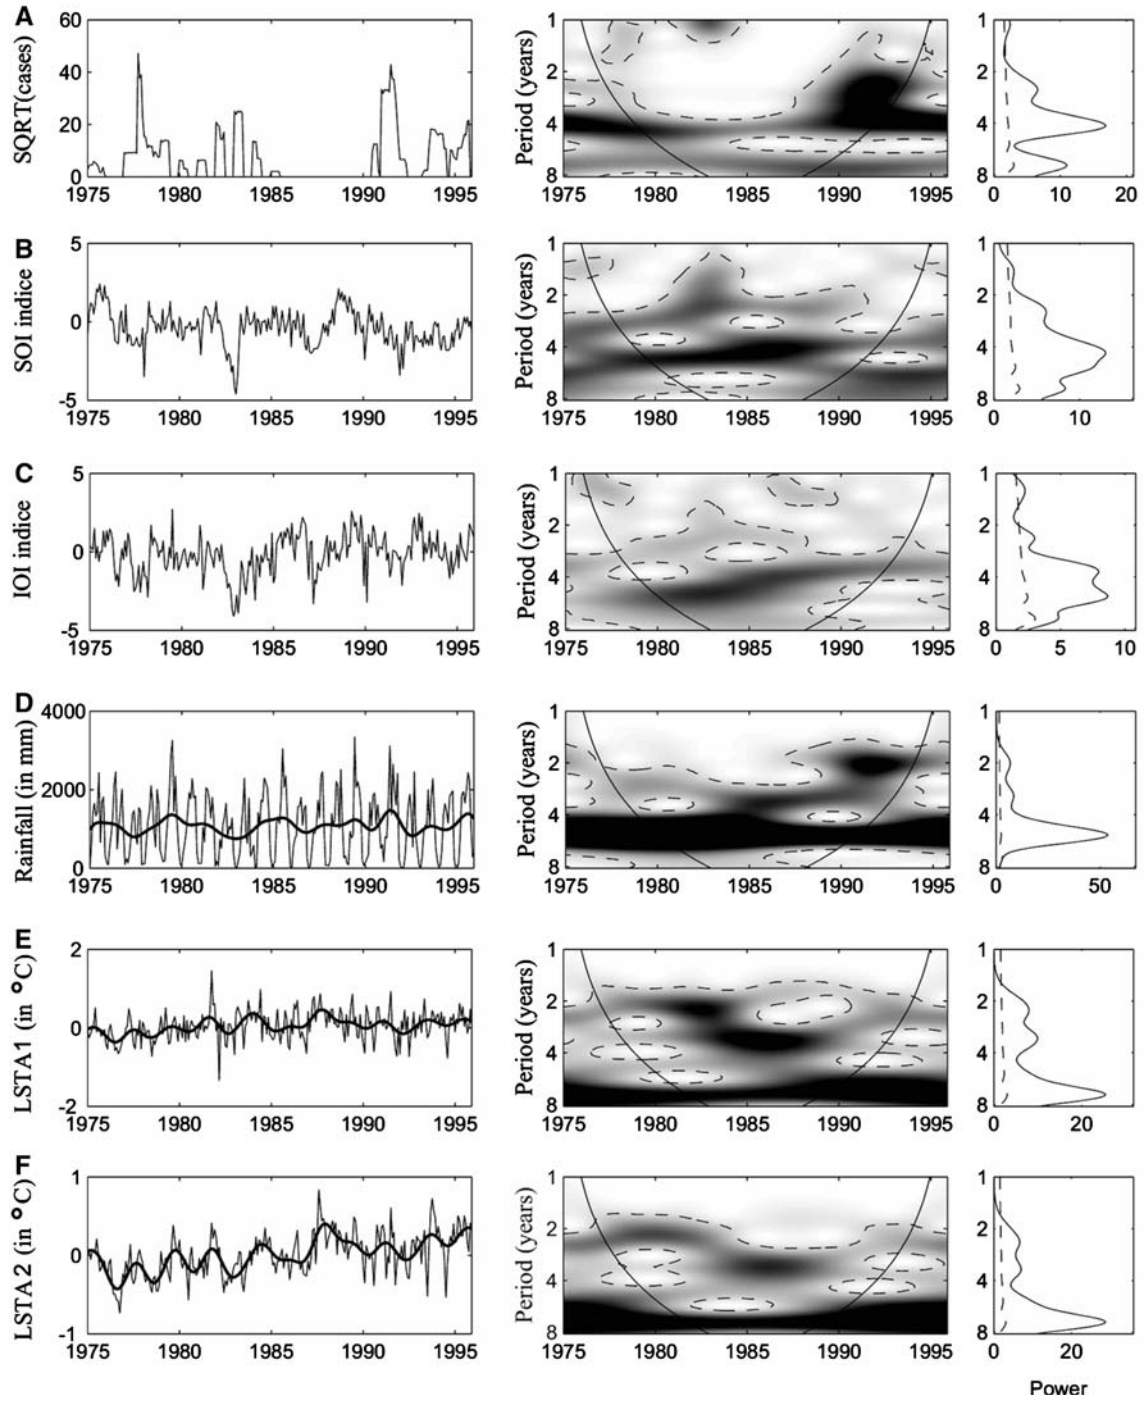 A
SQRT(cases)
60
40
20
0
1975 1980 1985 1990 1995
Period (years)
1
2
4
8
1975 1980 1985 1990 1995
1
2
4
8
0 10 20
B
SOI indice
5
0
-5
1975 1980 1985 1990 1995
Period (years)
1
2
4
8
1975 1980 1985 1990 1995
1
2
4
8
0 10
C
IOI indice
5
0
-5
1975 1980 1985 1990 1995
Period (years)
1
2
4
8
1975 1980 1985 1990 1995
1
2
4
8
0 5 10
D
Rainfall (in mm)
4000
2000
0
1975 1980 1985 1990 1995
Period (years)
1
2
4
8
1975 1980 1985 1990 1995
1
2
4
8
0 50
E
LSTA1 (in °C)
2
0
-2
1975 1980 1985 1990 1995
Period (years)
1
2
4
8
1975 1980 1985 1990 1995
1
2
4
8
0 20
F
LSTA2 (in °C)
1
0
-1
1975 1980 1985 1990 1995
Period (years)
1
2
4
8
1975 1980 1985 1990 1995
1
2
4
8
0 20
Power